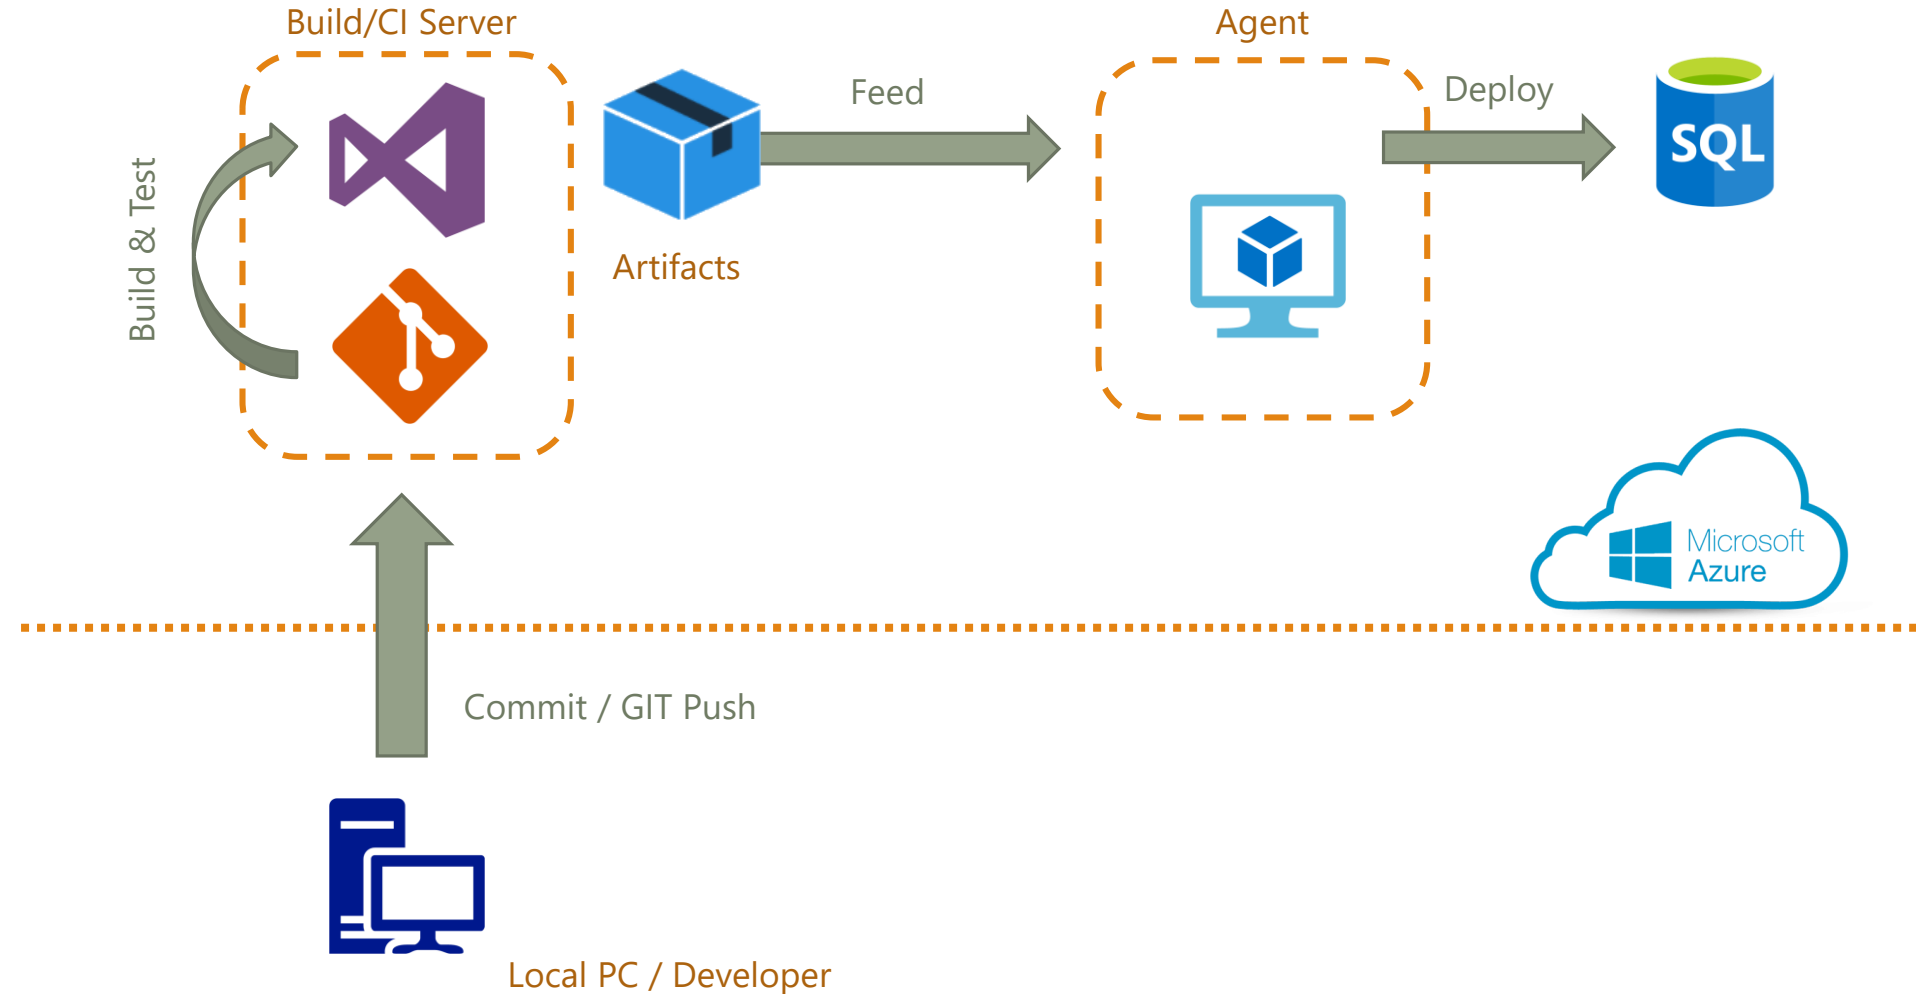 Build/CI Server
Agent
Feed
Deploy
SQL
Build & Test
Artifacts
Microsoft
Azure
Commit / GIT Push
Local PC / Developer